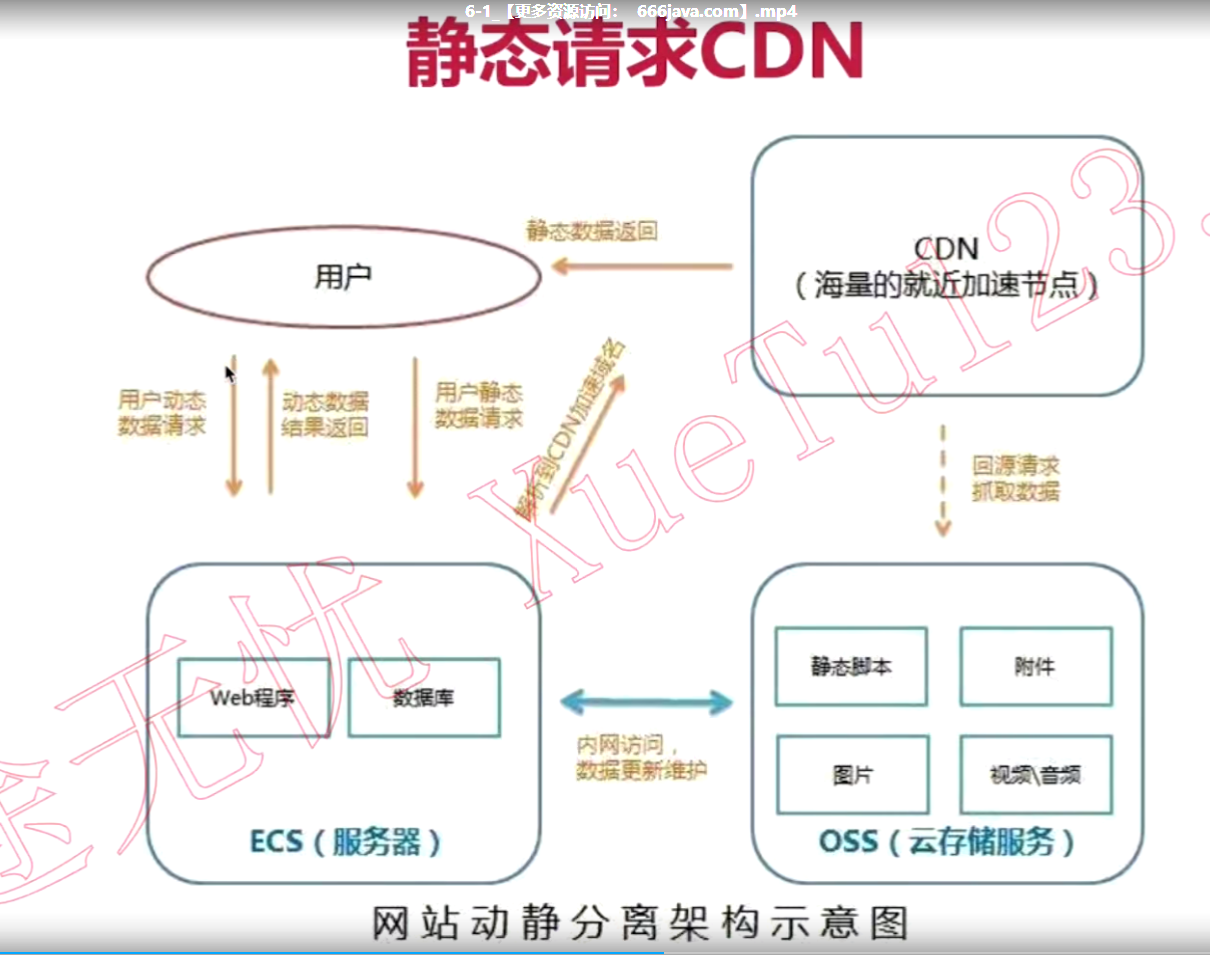 6-1_【更多资源访问： 666java.com】.mp4
静态请求CDN
静态数据返回
CDN
（海量的就近加速节点）
用户
用户动态
数据请求
动态数据
结果返回
用户静态
数据请求
解析到CDN加速域名
回源请求
抓取数据
Web程序
数据库
ECS（服务器）
内网访问，
数据更新维护
静态脚本
附件
图片
视频\音频
OSS（云存储服务）
网站动静分离架构示意图
途无忧 XueTu123.